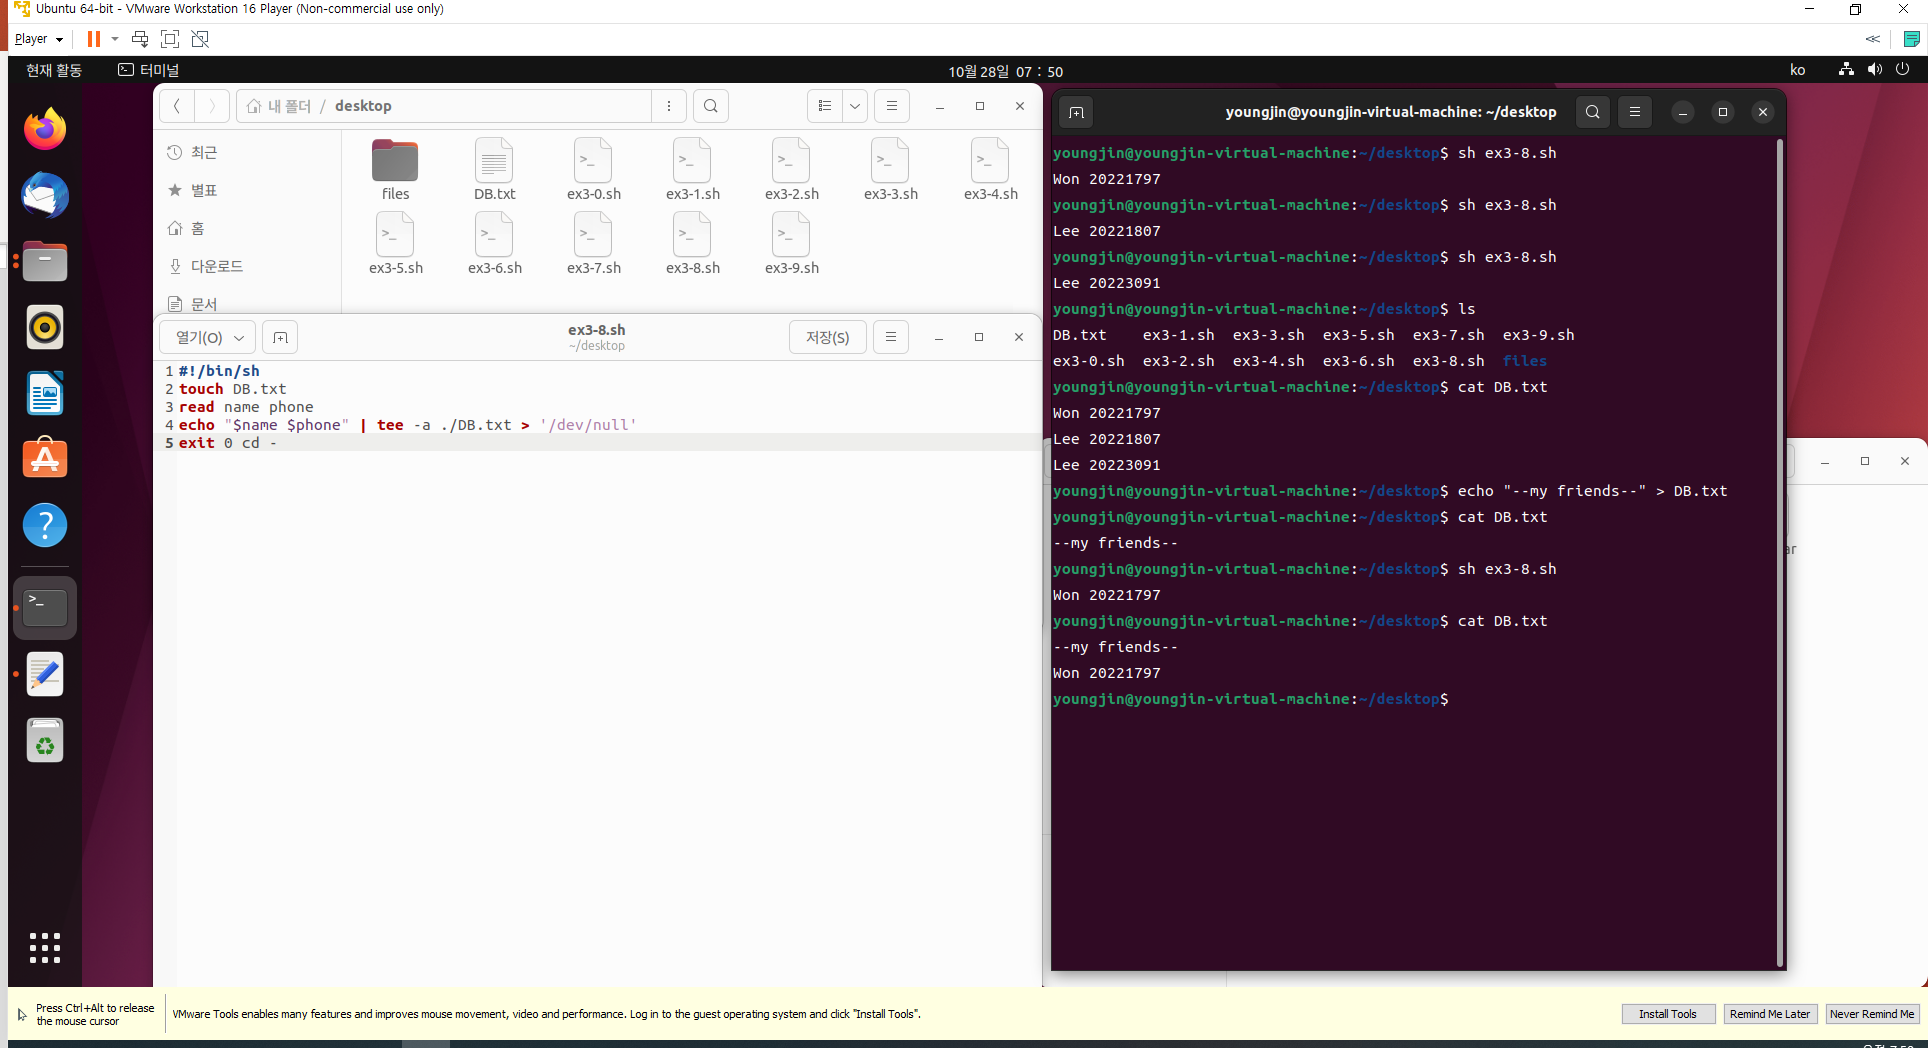 Ubuntu 64-bit - VMware Workstation 16 Player (Non-commercial use only)
Player
현재 활동
터미널
10월 28일 07 : 50
ko
내 폴더 / desktop
최근
별표
홈
다운로드
문서
files
DB.txt
ex3-0.sh
ex3-1.sh
ex3-2.sh
ex3-3.sh
ex3-4.sh
ex3-5.sh
ex3-6.sh
ex3-7.sh
ex3-8.sh
ex3-9.sh
열기(O)
ex3-8.sh
~/desktop
저장(S)
1 #!/bin/sh
2 touch DB.txt
3 read name phone
4 echo "$name $phone" | tee -a ./DB.txt > '/dev/null'
5 exit 0 cd -
youngjin@youngjin-virtual-machine: ~/desktop
youngjin@youngjin-virtual-machine:~/desktop$ sh ex3-8.sh
Won 20221797
youngjin@youngjin-virtual-machine:~/desktop$ sh ex3-8.sh
Lee 20221807
youngjin@youngjin-virtual-machine:~/desktop$ sh ex3-8.sh
Lee 20223091
youngjin@youngjin-virtual-machine:~/desktop$ ls
DB.txt ex3-1.sh ex3-3.sh ex3-5.sh ex3-7.sh ex3-9.sh
ex3-0.sh ex3-2.sh ex3-4.sh ex3-6.sh ex3-8.sh files
youngjin@youngjin-virtual-machine:~/desktop$ cat DB.txt
Won 20221797
Lee 20221807
Lee 20223091
youngjin@youngjin-virtual-machine:~/desktop$ echo "--my friends--" > DB.txt
youngjin@youngjin-virtual-machine:~/desktop$ cat DB.txt
--my friends--
youngjin@youngjin-virtual-machine:~/desktop$ sh ex3-8.sh
Won 20221797
youngjin@youngjin-virtual-machine:~/desktop$ cat DB.txt
--my friends--
Won 20221797
youngjin@youngjin-virtual-machine:~/desktop$
ar
Press Ctrl+Alt to release
the mouse cursor
VMware Tools enables many features and improves mouse movement, video and performance. Log in to the guest operating system and click "Install Tools".
Install Tools
Remind Me Later
Never Remind Me